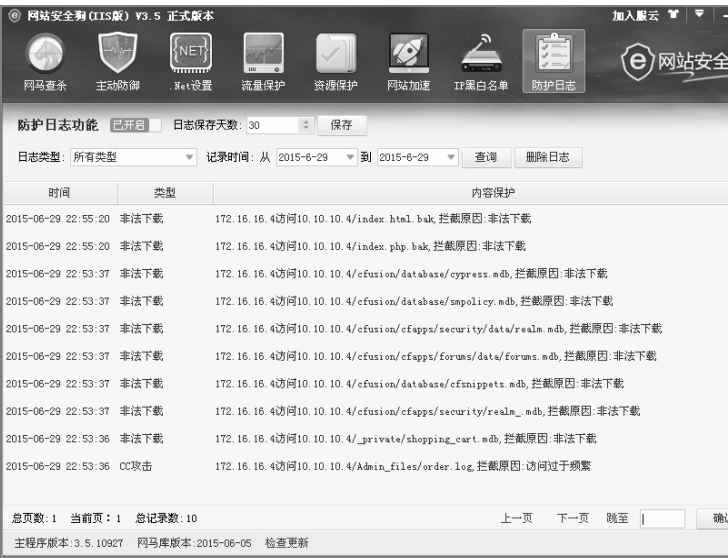 网站安全狗(IIS版) V3.5 正式版本 加入服云
网马查杀 主动防御 .Net设置 流量保护 资源保护 网站加速 IP黑白名单 防护日志 网站安全
NET
防护日志功能 已开启 日志保存天数: 30 保存
日志类型: 所有类型 记录时间: 从 2015-6-29 到 2015-6-29 查询 删除日志
时间 类型 内容保护
2015-06-29 22:55:20 非法下载 172.16.16.4访问10.10.10.4/index.html.bak,拦截原因:非法下载
2015-06-29 22:55:20 非法下载 172.16.16.4访问10.10.10.4/index.php.bak,拦截原因:非法下载
2015-06-29 22:53:37 非法下载 172.16.16.4访问10.10.10.4/cfusion/database/cypress.mdb,拦截原因:非法下载
2015-06-29 22:53:37 非法下载 172.16.16.4访问10.10.10.4/cfusion/database/smpolicy.mdb,拦截原因:非法下载
2015-06-29 22:53:37 非法下载 172.16.16.4访问10.10.10.4/cfusion/cfapps/security/data/realm.mdb,拦截原因:非法下载
2015-06-29 22:53:37 非法下载 172.16.16.4访问10.10.10.4/cfusion/cfapps/forums/data/forums.mdb,拦截原因:非法下载
2015-06-29 22:53:37 非法下载 172.16.16.4访问10.10.10.4/cfusion/database/cfsnippets.mdb,拦截原因:非法下载
2015-06-29 22:53:37 非法下载 172.16.16.4访问10.10.10.4/cfusion/cfapps/security/realm_.mdb,拦截原因:非法下载
2015-06-29 22:53:36 非法下载 172.16.16.4访问10.10.10.4/_private/shopping_cart.mdb,拦截原因:非法下载
2015-06-29 22:53:36 CC攻击 172.16.16.4访问10.10.10.4/Admin_files/order.log,拦截原因:访问过于频繁
总页数:1 当前页:1 总记录数:10 上一页 下一页 跳至 确
主程序版本:3.5.10927 网马库版本:2015-06-05 检查更新